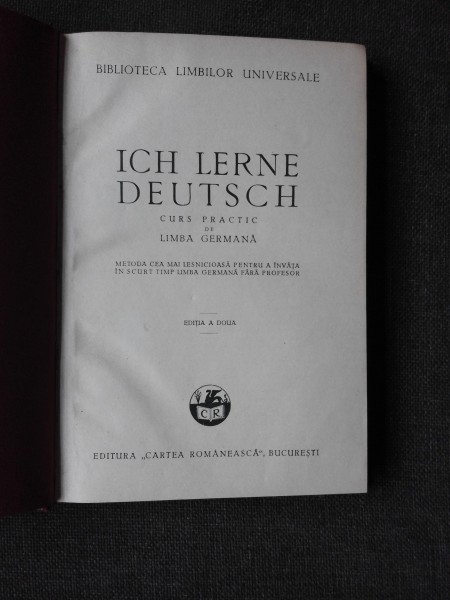 BIBLIOTECA LIMBILOR UNIVERSALE
ICH LERNE
DEUTSCH
CURS PRACTIC
DE
LIMBA GERMANĂ
METODA CEA MAI LESNICIOASĂ PENTRU A ÎNVĂȚA
ÎN SCURT TIMP LIMBA GERMANĂ FĂRĂ PROFESOR
EDIȚIA A DOUA
C R
EDITURA „CARTEA ROMÂNEASCĂ“, BUCUREȘTI